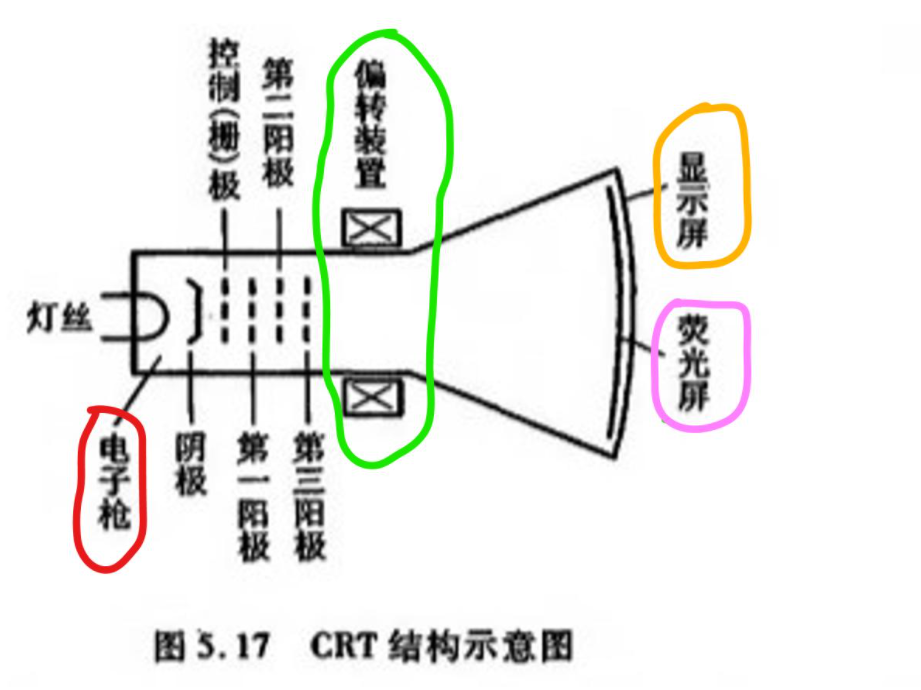 控制(栅)极
第二阳极
偏转装置
显示屏
灯丝
荧光屏
电子枪
阴极
第一阳极
第三阳极
图 5.17 CRT 结构示意图